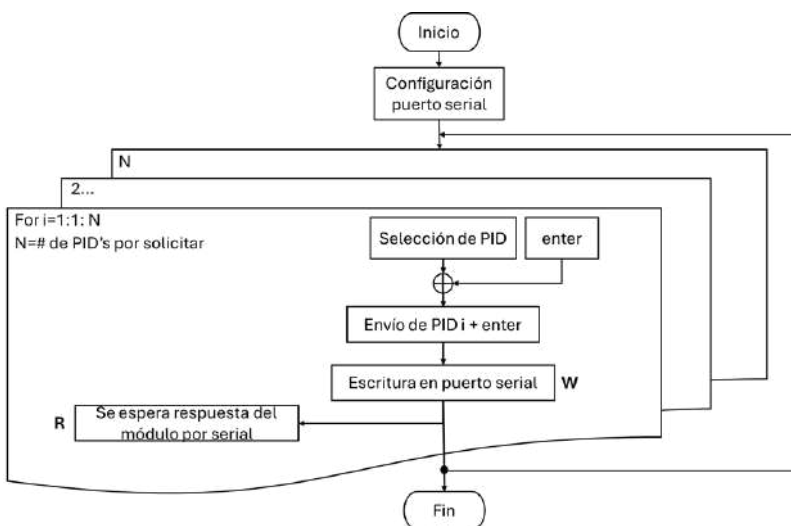 Inicio
Configuración
puerto serial
N
2...
For i=1:1: N
N=# de PID's por solicitar
Selección de PID
enter
Envío de PID i + enter
Escritura en puerto serial
W
R
Se espera respuesta del
módulo por serial
Fin